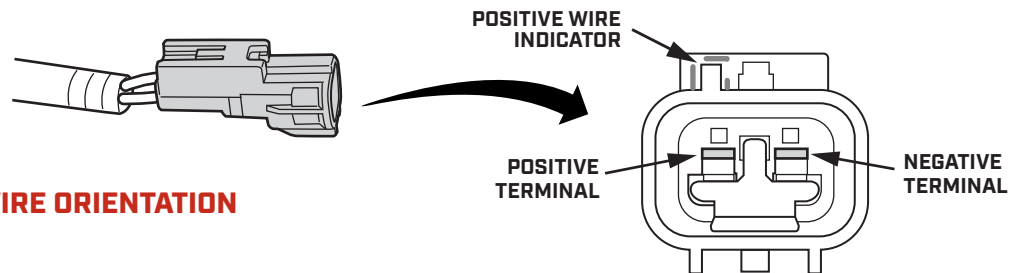 POSITIVE WIRE
INDICATOR
POSITIVE
TERMINAL
NEGATIVE
TERMINAL
IRE ORIENTATION